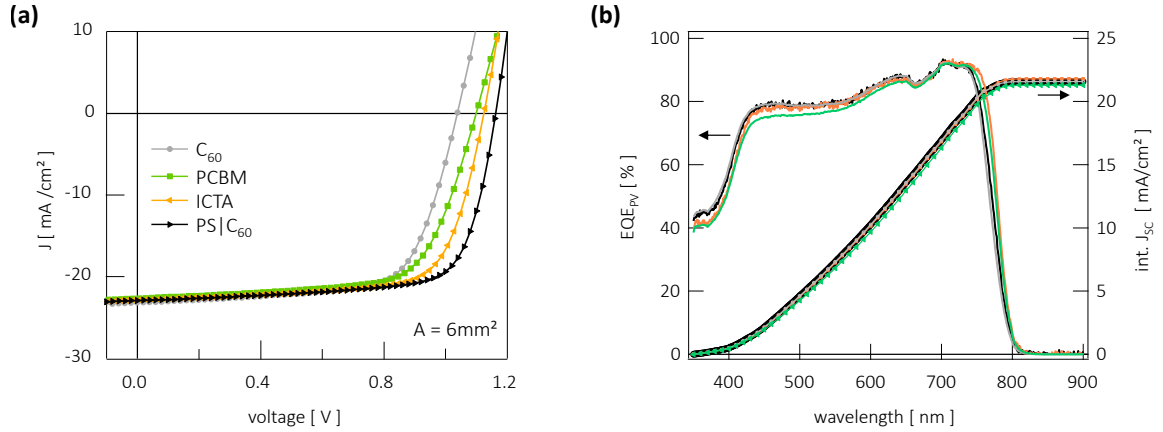 (a)
10
0
-10
-20
-30
J [ mA /cm² ]
C₆₀
PCBM
ICTA
PS|C₆₀
A = 6mm²
0.0
0.4
0.8
1.2
voltage [ V ]
(b)
100
80
60
40
20
0
EQE_PV [ % ]
25
20
15
10
5
0
int. J_SC [ mA/cm² ]
400
500
600
700
800
900
wavelength [ nm ]